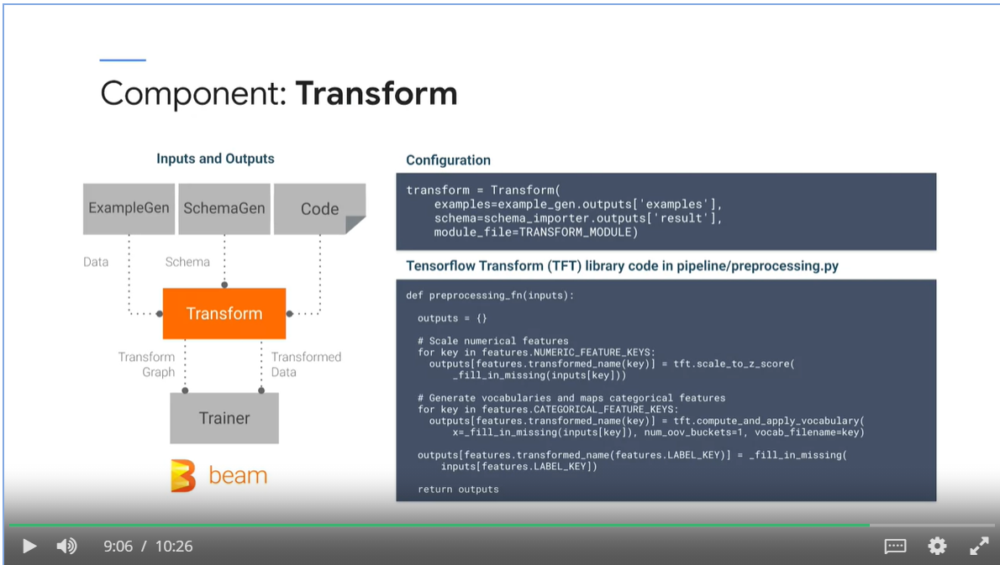 Component: Transform
Inputs and Outputs
ExampleGen
SchemaGen
Code
Data
Schema
Transform
Transform
Graph
Transformed
Data
Trainer
beam
Configuration
transform = Transform(
examples=example_gen.outputs['examples'],
schema=schema_importer.outputs['result'],
module_file=TRANSFORM_MODULE)
Tensorflow Transform (TFT) library code in pipeline/preprocessing.py
def preprocessing_fn(inputs):
outputs = {}
# Scale numerical features
for key in features.NUMERIC_FEATURE_KEYS:
outputs[features.transformed_name(key)] = tft.scale_to_z_score(
_fill_in_missing(inputs[key]))
# Generate vocabularies and maps categorical features
for key in features.CATEGORICAL_FEATURE_KEYS:
outputs[features.transformed_name(key)] = tft.compute_and_apply_vocabulary(
x=_fill_in_missing(inputs[key]), num_oov_buckets=1, vocab_filename=key)
outputs[features.transformed_name(features.LABEL_KEY)] = _fill_in_missing(
inputs[features.LABEL_KEY])
return outputs
9:06 / 10:26